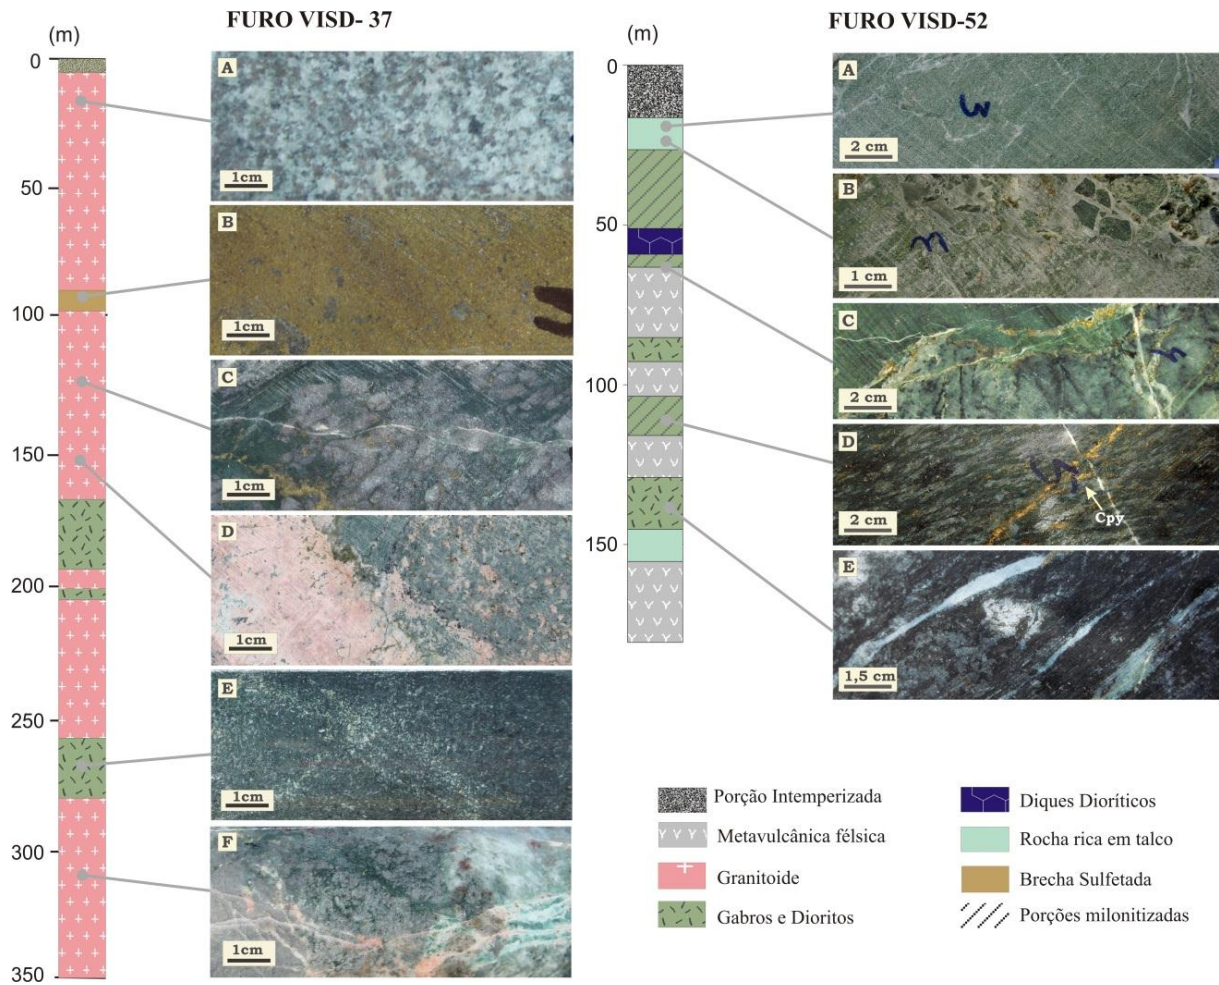 FURO VISD- 37
(m)
0
50
100
150
200
250
300
350
A
1cm
B
1cm
C
1cm
D
1cm
E
1cm
F
1cm
FURO VISD-52
(m)
0
50
100
150
A
2 cm
B
1 cm
C
2 cm
D
Cpy
2 cm
E
1,5 cm
Porção Intemperizada
Metavulcânica félsica
Granitoide
Gabros e Dioritos
Diques Dioríticos
Rocha rica em talco
Brecha Sulfetada
Porções milonitizadas